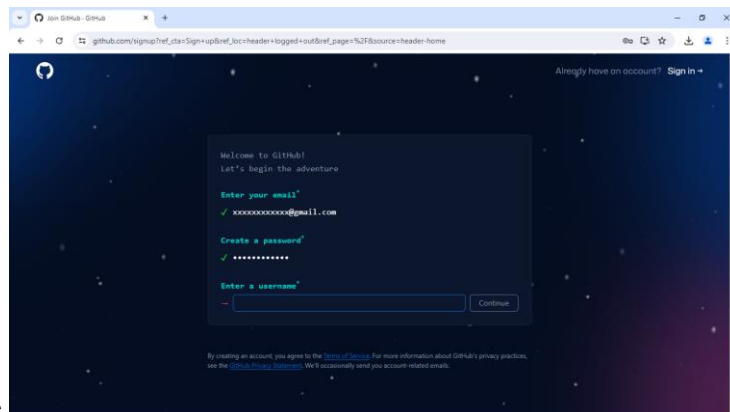 Join GitHub · GitHub
github.com/signup?ref_cta=Sign+up&ref_loc=header+logged+out&ref_page=%2F&source=header-home
Already have an account? Sign in →
Welcome to GitHub!
Let's begin the adventure
Enter your email*
✓ xxxxxxxxxxxx@gmail.com
Create a password*
✓ ••••••••••••
Enter a username*
→ Continue
By creating an account, you agree to the Terms of Service. For more information about GitHub's privacy practices,
see the GitHub Privacy Statement. We'll occasionally send you account-related emails.